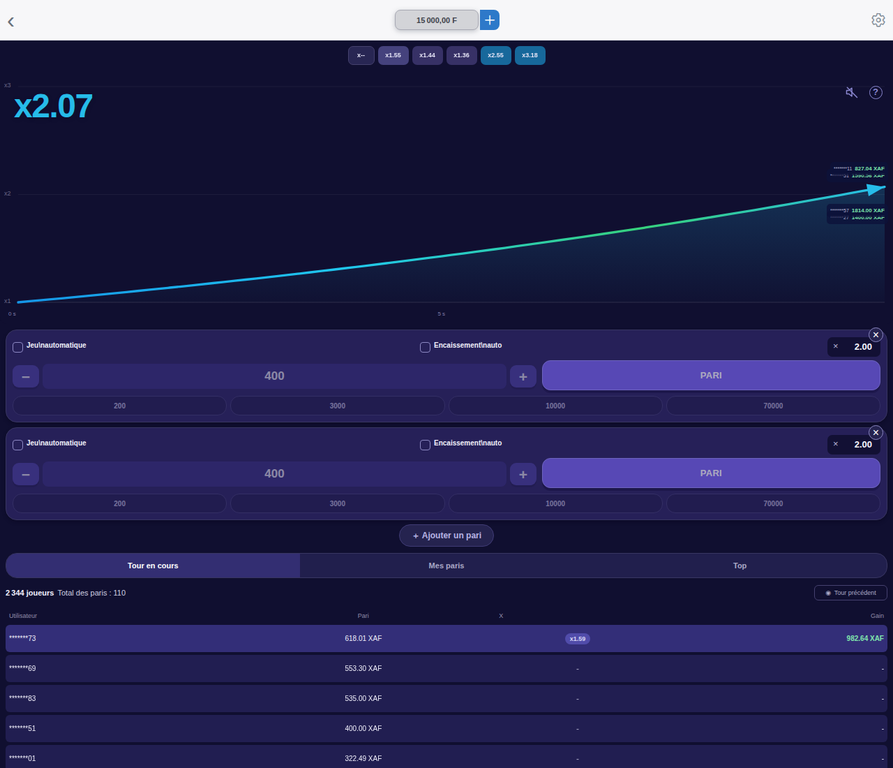 15 000,00 F
x-- x1.55 x1.44 x1.36 x2.55 x3.18
x3
x2.07
?
*******11 827.04 XAF
x2
*******37 1814.00 XAF
x1
0 s 5 s
Jeu\nautomatique Encaissement\nauto × 2.00
− 400 + PARI
200 3000 10000 70000
Jeu\nautomatique Encaissement\nauto × 2.00
− 400 + PARI
200 3000 10000 70000
+ Ajouter un pari
Tour en cours Mes paris Top
2 344 joueurs Total des paris : 110 Tour précédent
Utilisateur Pari X Gain
*******73 618.01 XAF x1.59 982.64 XAF
*******69 553.30 XAF - -
*******83 535.00 XAF - -
*******51 400.00 XAF - -
*******01 322.49 XAF - -